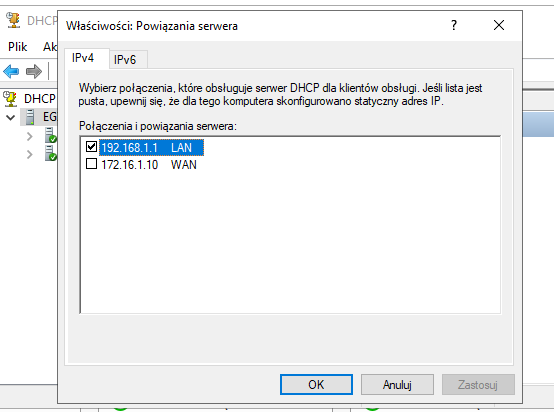 DHCP
Właściwości: Powiązania serwera
Plik
IPv4
IPv6
Wybierz połączenia, które obsługuje serwer DHCP dla klientów obsługi. Jeśli lista jest
pusta, upewnij się, że dla tego komputera skonfigurowano statyczny adres IP.
DHCP
EG
Połączenia i powiązania serwera:
192.168.1.1 LAN
172.16.1.10 WAN
OK
Anuluj
Zastosuj